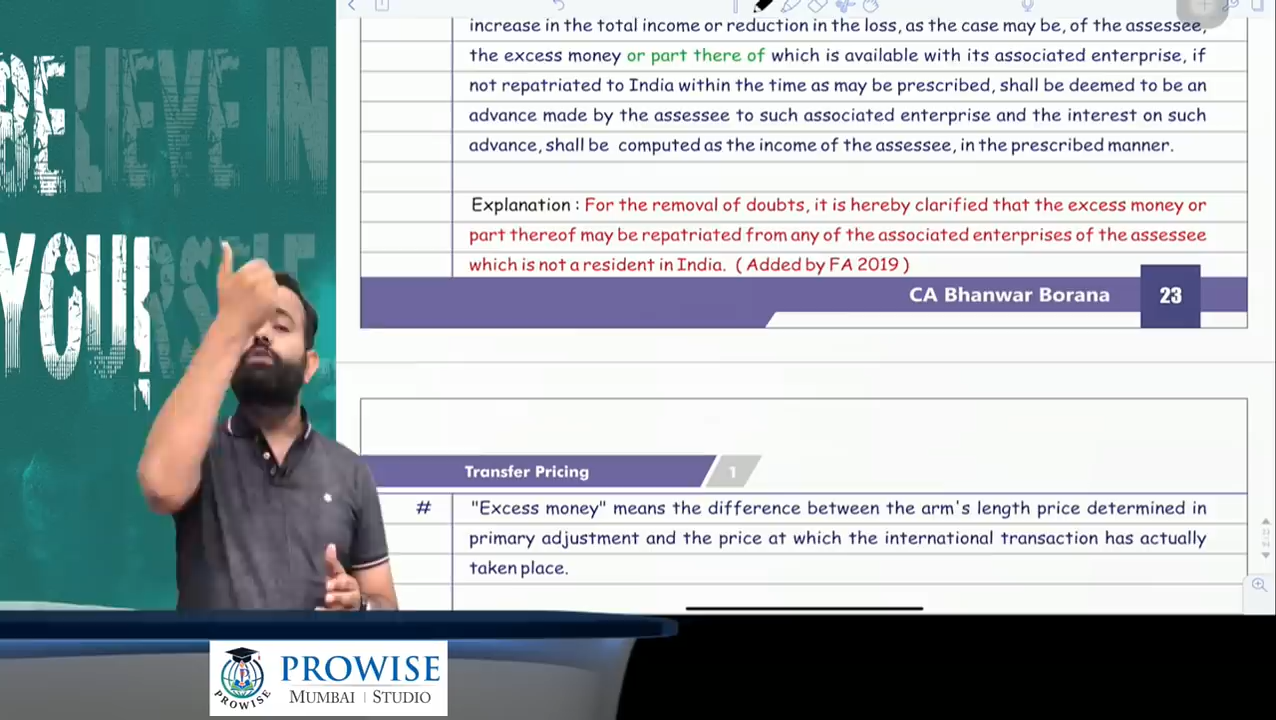 BELIEVE IN
YOURSELF
!
increase in the total income or reduction in the loss, as the case may be, of the assessee,
the excess money or part there of which is available with its associated enterprise, if
not repatriated to India within the time as may be prescribed, shall be deemed to be an
advance made by the assessee to such associated enterprise and the interest on such
advance, shall be computed as the income of the assessee, in the prescribed manner.
Explanation : For the removal of doubts, it is hereby clarified that the excess money or
part thereof may be repatriated from any of the associated enterprises of the assessee
which is not a resident in India. ( Added by FA 2019 )
CA Bhanwar Borana 23
Transfer Pricing 1
# "Excess money" means the difference between the arm's length price determined in
primary adjustment and the price at which the international transaction has actually
taken place.
PROWISE
PROWISE
MUMBAI | STUDIO